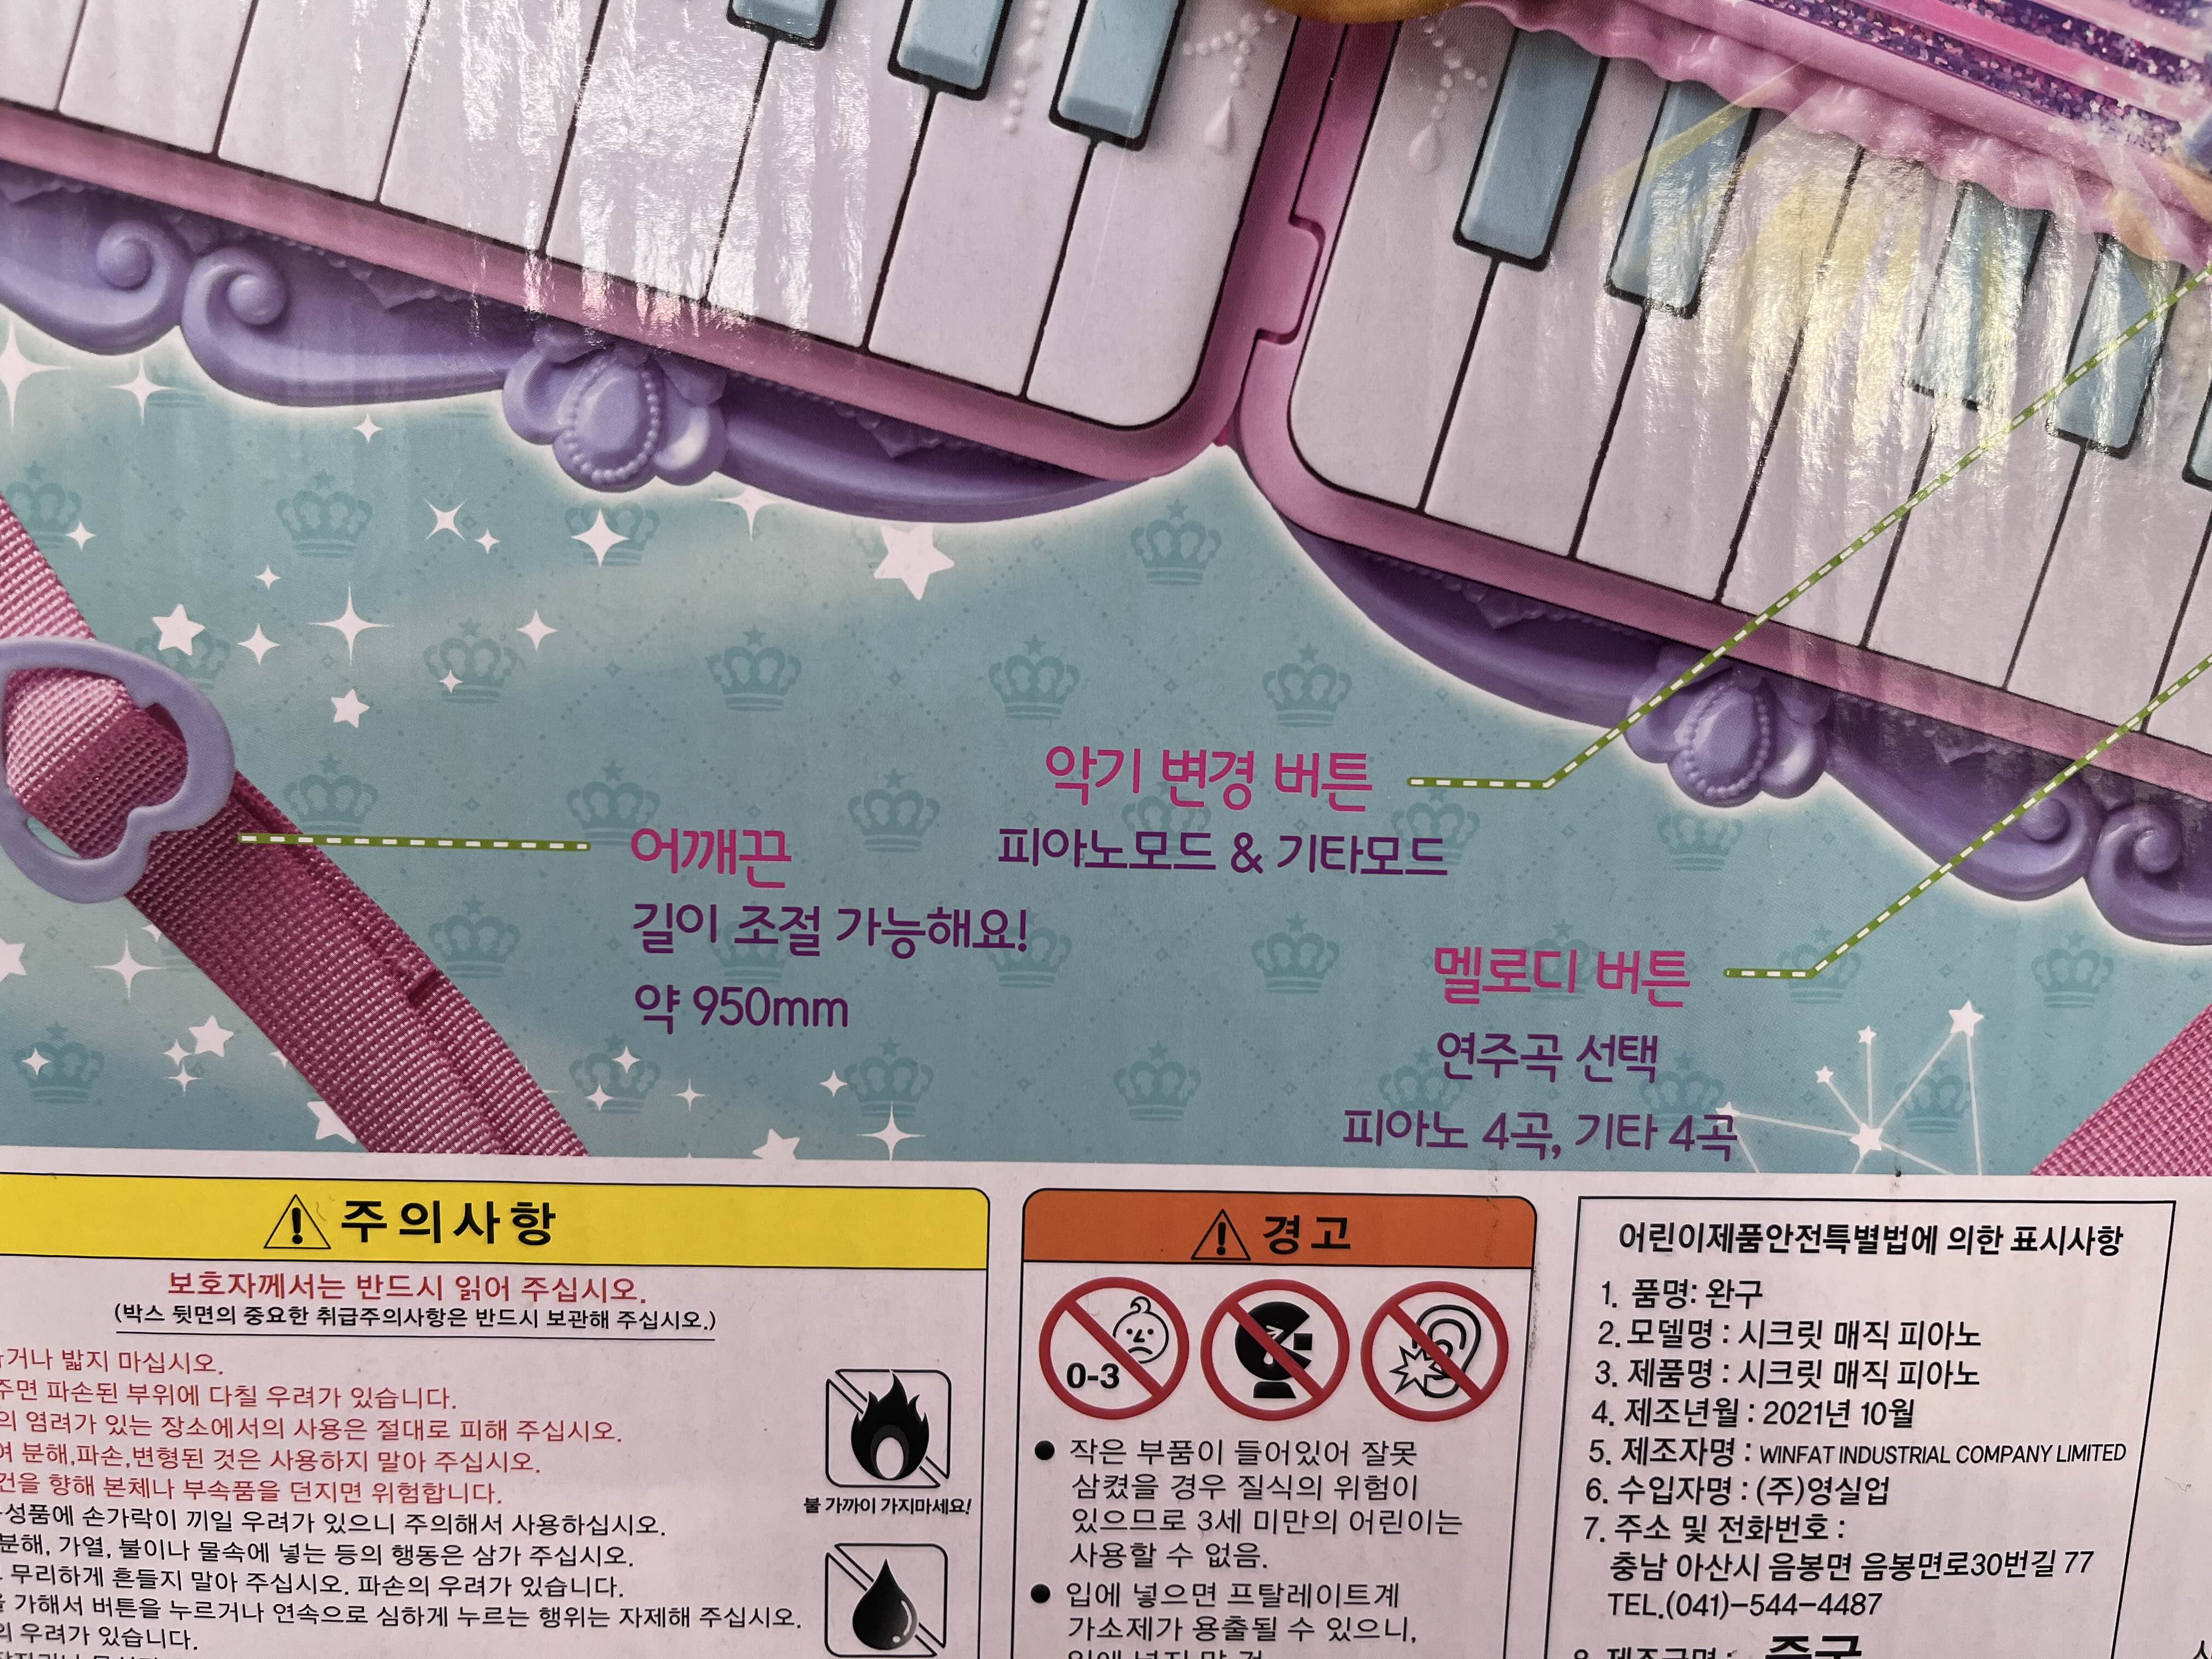 악기 변경 버튼
피아노모드 & 기타모드
어깨끈
길이 조절 가능해요!
약 950mm
멜로디 버튼
연주곡 선택
피아노 4곡, 기타 4곡
주의사항
보호자께서는 반드시 읽어 주십시오.
(박스 뒷면의 중요한 취급주의사항은 반드시 보관해 주십시오.)
밟지 마십시오.
파손된 부위에 다칠 우려가 있습니다.
염려가 있는 장소에서의 사용은 절대로 피해 주십시오.
분해,파손,변형된 것은 사용하지 말아 주십시오.
향해 본체나 부속품을 던지면 위험합니다.
손가락이 끼일 우려가 있으니 주의해서 사용하십시오.
분해, 가열, 불이나 물속에 넣는 등의 행동은 삼가 주십시오.
무리하게 흔들지 말아 주십시오. 파손의 우려가 있습니다.
가해서 버튼을 누르거나 연속으로 심하게 누르는 행위는 자제해 주십시오.
우려가 있습니다.
불 가까이 가지마세요!
경고
0-3
● 작은 부품이 들어있어 잘못
삼켰을 경우 질식의 위험이
있으므로 3세 미만의 어린이는
사용할 수 없음.
● 입에 넣으면 프탈레이트계
가소제가 용출될 수 있으니,
어린이제품안전특별법에 의한 표시사항
1. 품명: 완구
2. 모델명 : 시크릿 매직 피아노
3. 제품명 : 시크릿 매직 피아노
4. 제조년월 : 2021년 10월
5. 제조자명 : WINFAT INDUSTRIAL COMPANY LIMITED
6. 수입자명 : (주)영실업
7. 주소 및 전화번호 :
충남 아산시 음봉면 음봉면로30번길 77
TEL.(041)-544-4487